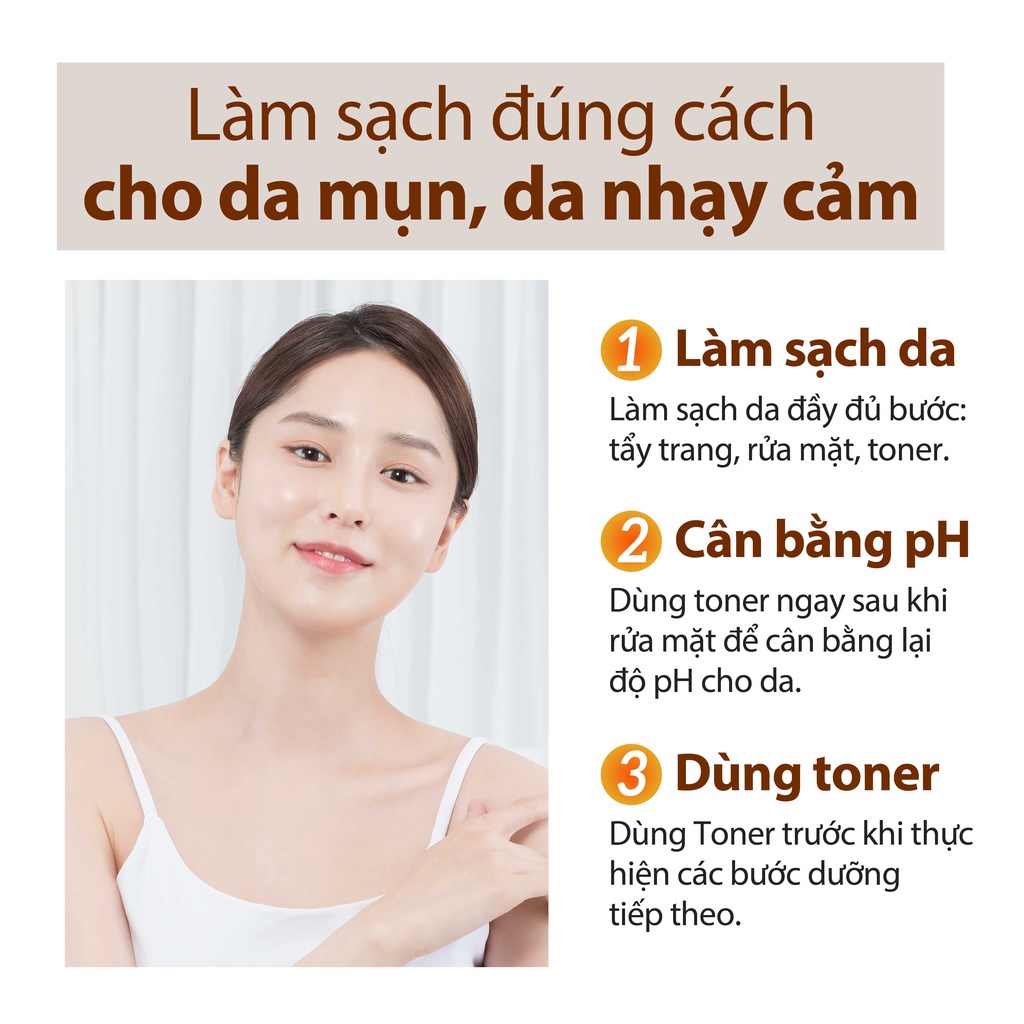 Làm sạch đúng cách
cho da mụn, da nhạy cảm
1 Làm sạch da
Làm sạch da đầy đủ bước:
tẩy trang, rửa mặt, toner.
2 Cân bằng pH
Dùng toner ngay sau khi
rửa mặt để cân bằng lại
độ pH cho da.
3 Dùng toner
Dùng Toner trước khi thực
hiện các bước dưỡng
tiếp theo.